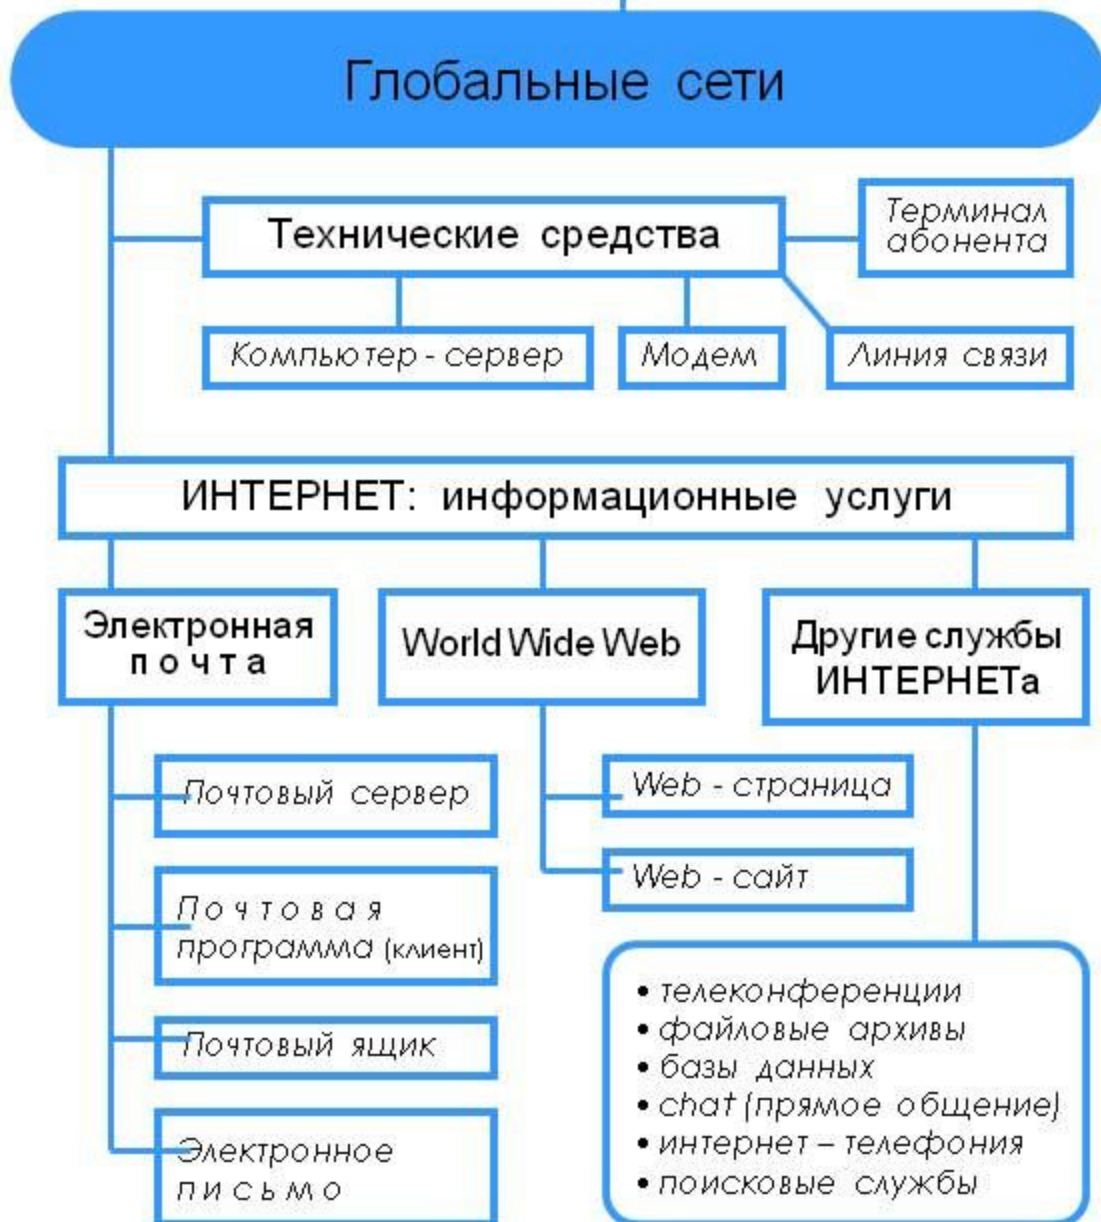 Глобальные сети
Технические средства
Терминал
абонента
Компьютер - сервер
Модем
Линия связи
ИНТЕРНЕТ: информационные услуги
Электронная
почта
World Wide Web
Другие службы
ИНТЕРНЕТа
Почтовый сервер
Почтовая
программа (клиент)
Почтовый ящик
Электронное
письмо
Web - страница
Web - сайт
• телеконференции
• файловые архивы
• базы данных
• chat (прямое общение)
• интернет – телефония
• поисковые службы